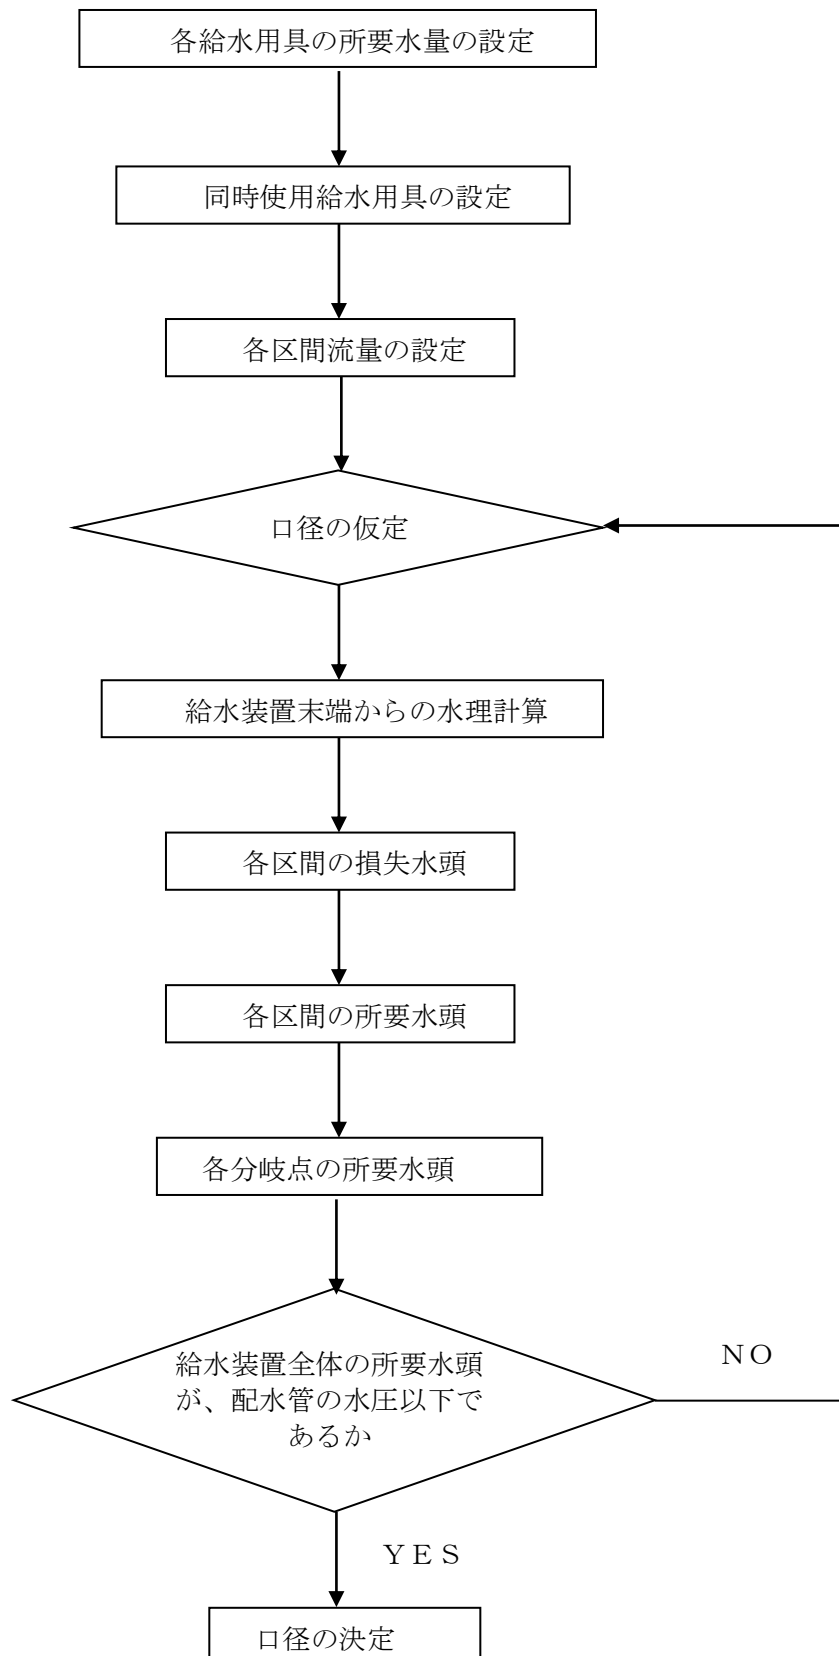 各給水用具の所要水量の設定
同時使用給水用具の設定
各区間流量の設定
口径の仮定
給水装置末端からの水理計算
各区間の損失水頭
各区間の所要水頭
各分岐点の所要水頭
給水装置全体の所要水頭
が、配水管の水圧以下で
あるか
ＮＯ
ＹＥＳ
口径の決定